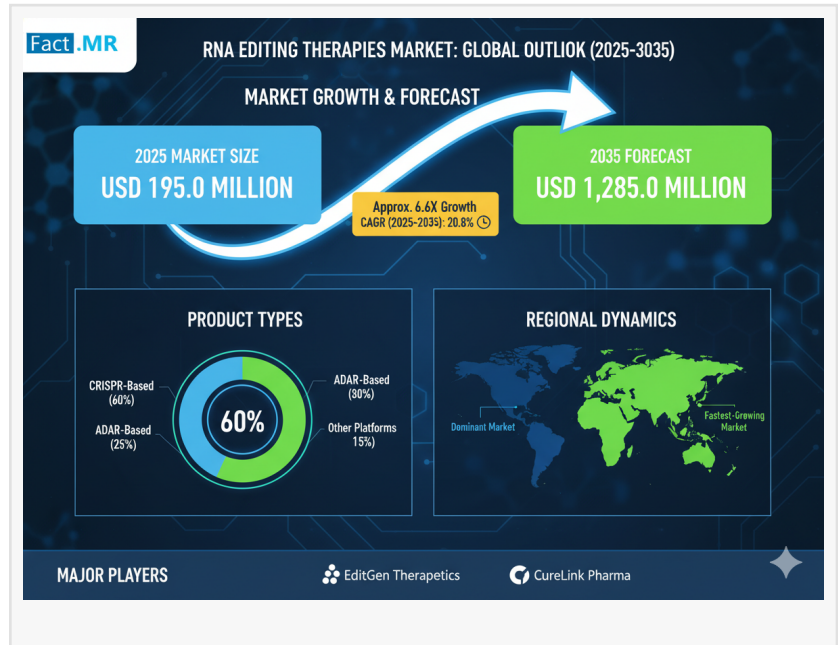 Fact.MR
RNA EDITING THERAPIES MARKET: GLOBAL OUTLIOK (2025-3035)
MARKET GROWTH & FORECAST
2025 MARKET SIZE
USD 195.0 MILLION
2035 FORECAST
USD 1,285.0 MILLION
Approx. 6.6X Growth
CAGR (2025-2035): 20.8%
PRODUCT TYPES
CRISPR-Based
(60%)
ADAR-Based
(25%)
60%
ADAR-Based
(30%)
Other Platforms
15%)
REGIONAL DYNAMICS
Dominant Market
Fastest-Growing
Market
MAJOR PLAYERS
EditGen Therapetics
CureLink Pharma